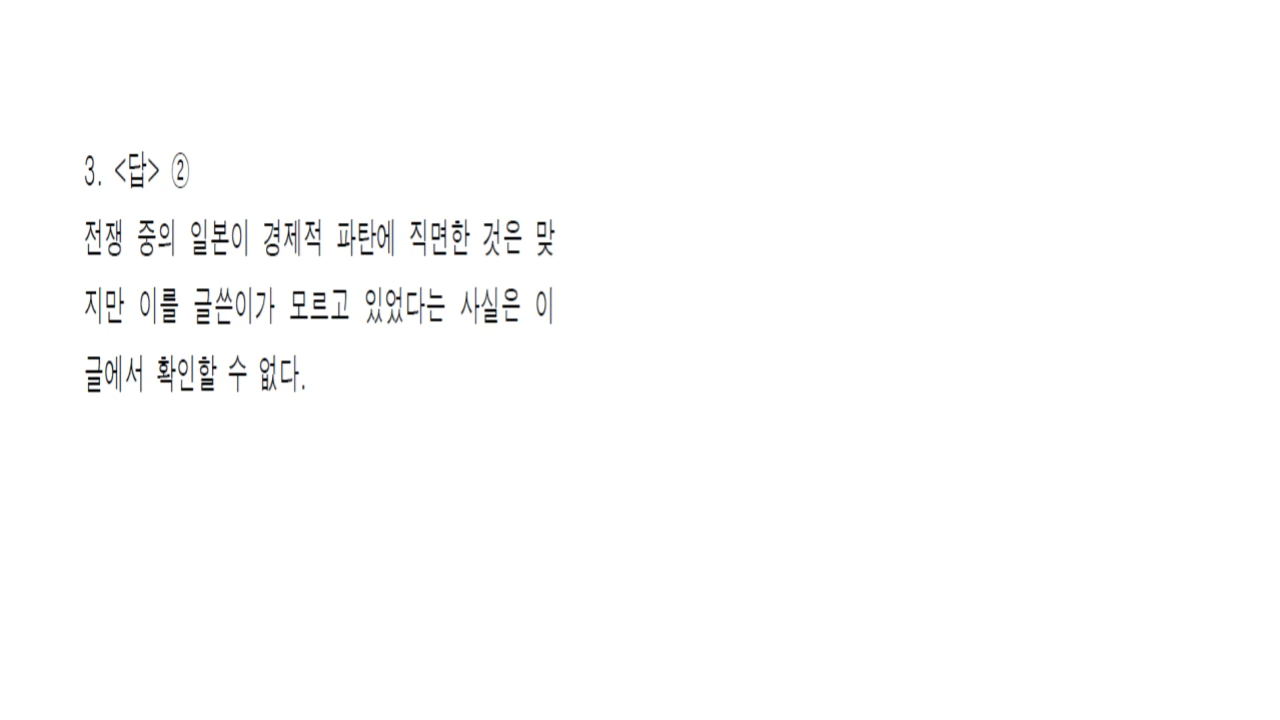 3. <답> ②
전쟁 중의 일본이 경제적 파탄에 직면한 것은 맞
지만 이를 글쓴이가 모르고 있었다는 사실은 이
글에서 확인할 수 없다.